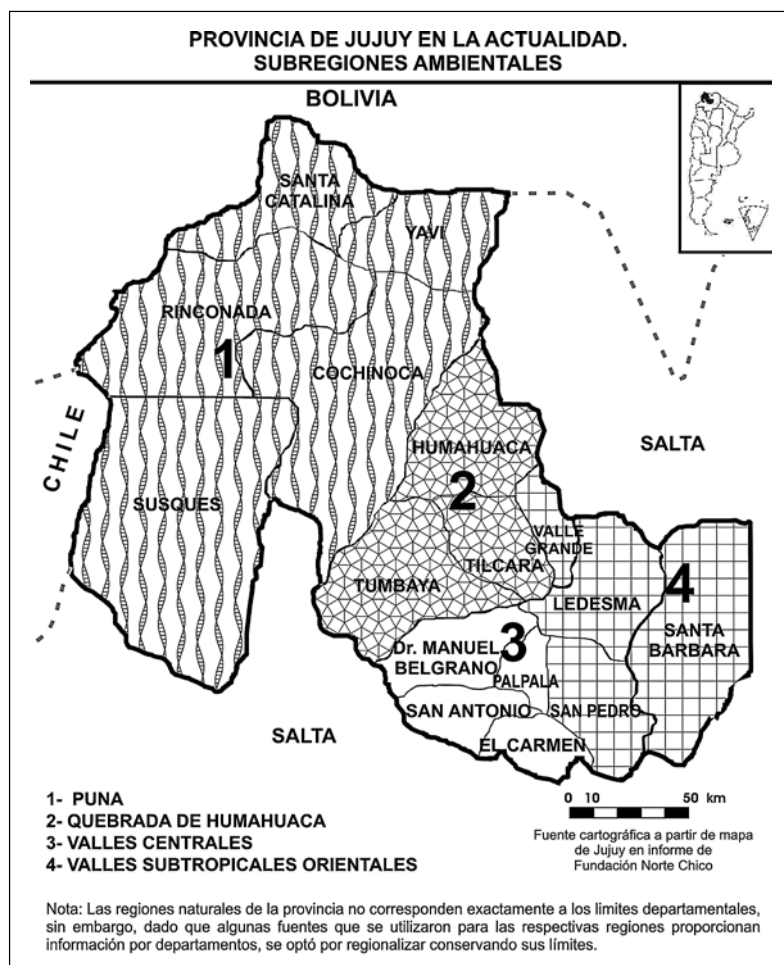 PROVINCIA DE JUJUY EN LA ACTUALIDAD.
SUBREGIONES AMBIENTALES
BOLIVIA
SANTA
CATALINA
YAVI
RINCONADA
1
COCHINOCA
CHILE
SUSQUES
HUMAHUACA
2
SALTA
VALLE
GRANDE
TILCARA
TUMBAYA
4
LEDESMA
SANTA
BARBARA
3
Dr. MANUEL
BELGRANO
PALPALA
SAN ANTONIO
SAN PEDRO
EL CARMEN
SALTA
1- PUNA
2- QUEBRADA DE HUMAHUACA
3- VALLES CENTRALES
4- VALLES SUBTROPICALES ORIENTALES
0 10 50 km
Fuente cartográfica a partir de mapa
de Jujuy en informe de
Fundación Norte Chico
Nota: Las regiones naturales de la provincia no corresponden exactamente a los limites departamentales,
sin embargo, dado que algunas fuentes que se utilizaron para las respectivas regiones proporcionan
información por departamentos, se optó por regionalizar conservando sus límites.